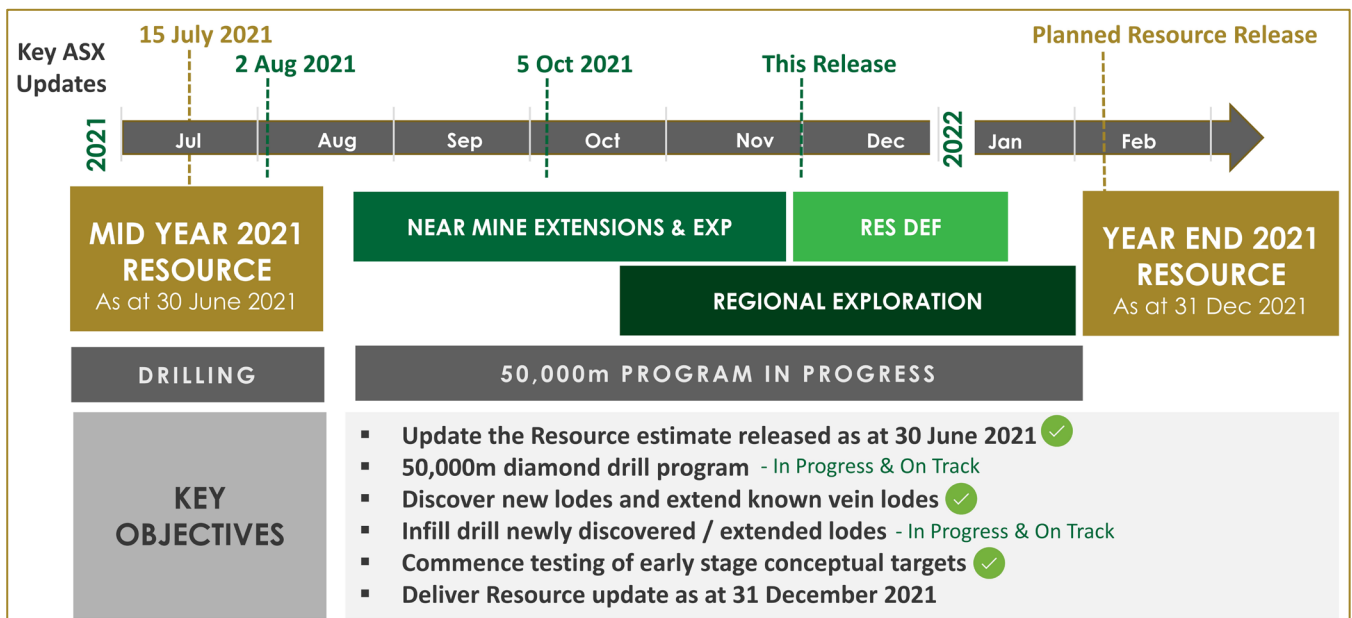 15 July 2021
Planned Resource Release
Key ASX
Updates
2 Aug 2021
5 Oct 2021
This Release
2021
Jul
Aug
Sep
Oct
Nov
Dec
2022
Jan
Feb
MID YEAR 2021
RESOURCE
As at 30 June 2021
NEAR MINE EXTENSIONS & EXP
RES DEF
REGIONAL EXPLORATION
YEAR END 2021
RESOURCE
As at 31 Dec 2021
DRILLING
50,000m PROGRAM IN PROGRESS
KEY
OBJECTIVES
▪ Update the Resource estimate released as at 30 June 2021
▪ 50,000m diamond drill program - In Progress & On Track
▪ Discover new lodes and extend known vein lodes
▪ Infill drill newly discovered / extended lodes - In Progress & On Track
▪ Commence testing of early stage conceptual targets
▪ Deliver Resource update as at 31 December 2021